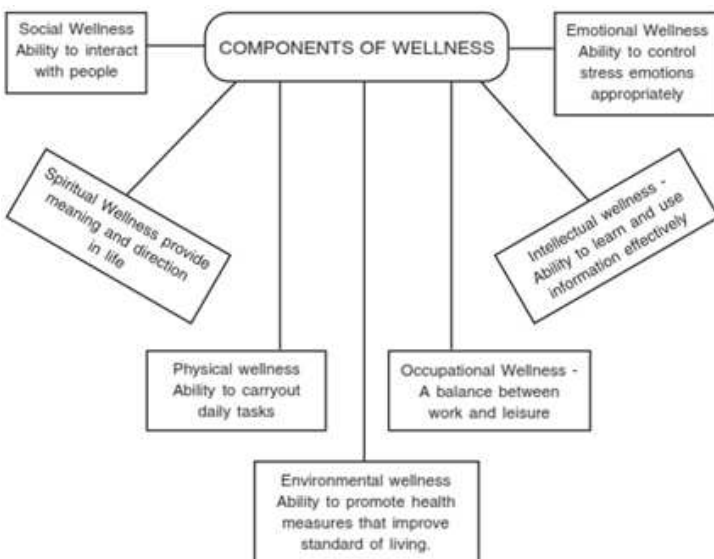 Social Wellness
Ability to interact
with people
COMPONENTS OF WELLNESS
Emotional Wellness
Ability to control
stress emotions
appropriately
Spiritual Wellness provide
meaning and direction
in life
Intellectual wellness -
Ability to learn and use
information effectively
Physical wellness
Ability to carryout
daily tasks
Occupational Wellness -
A balance between
work and leisure
Environmental wellness
Ability to promote health
measures that improve
standard of living.